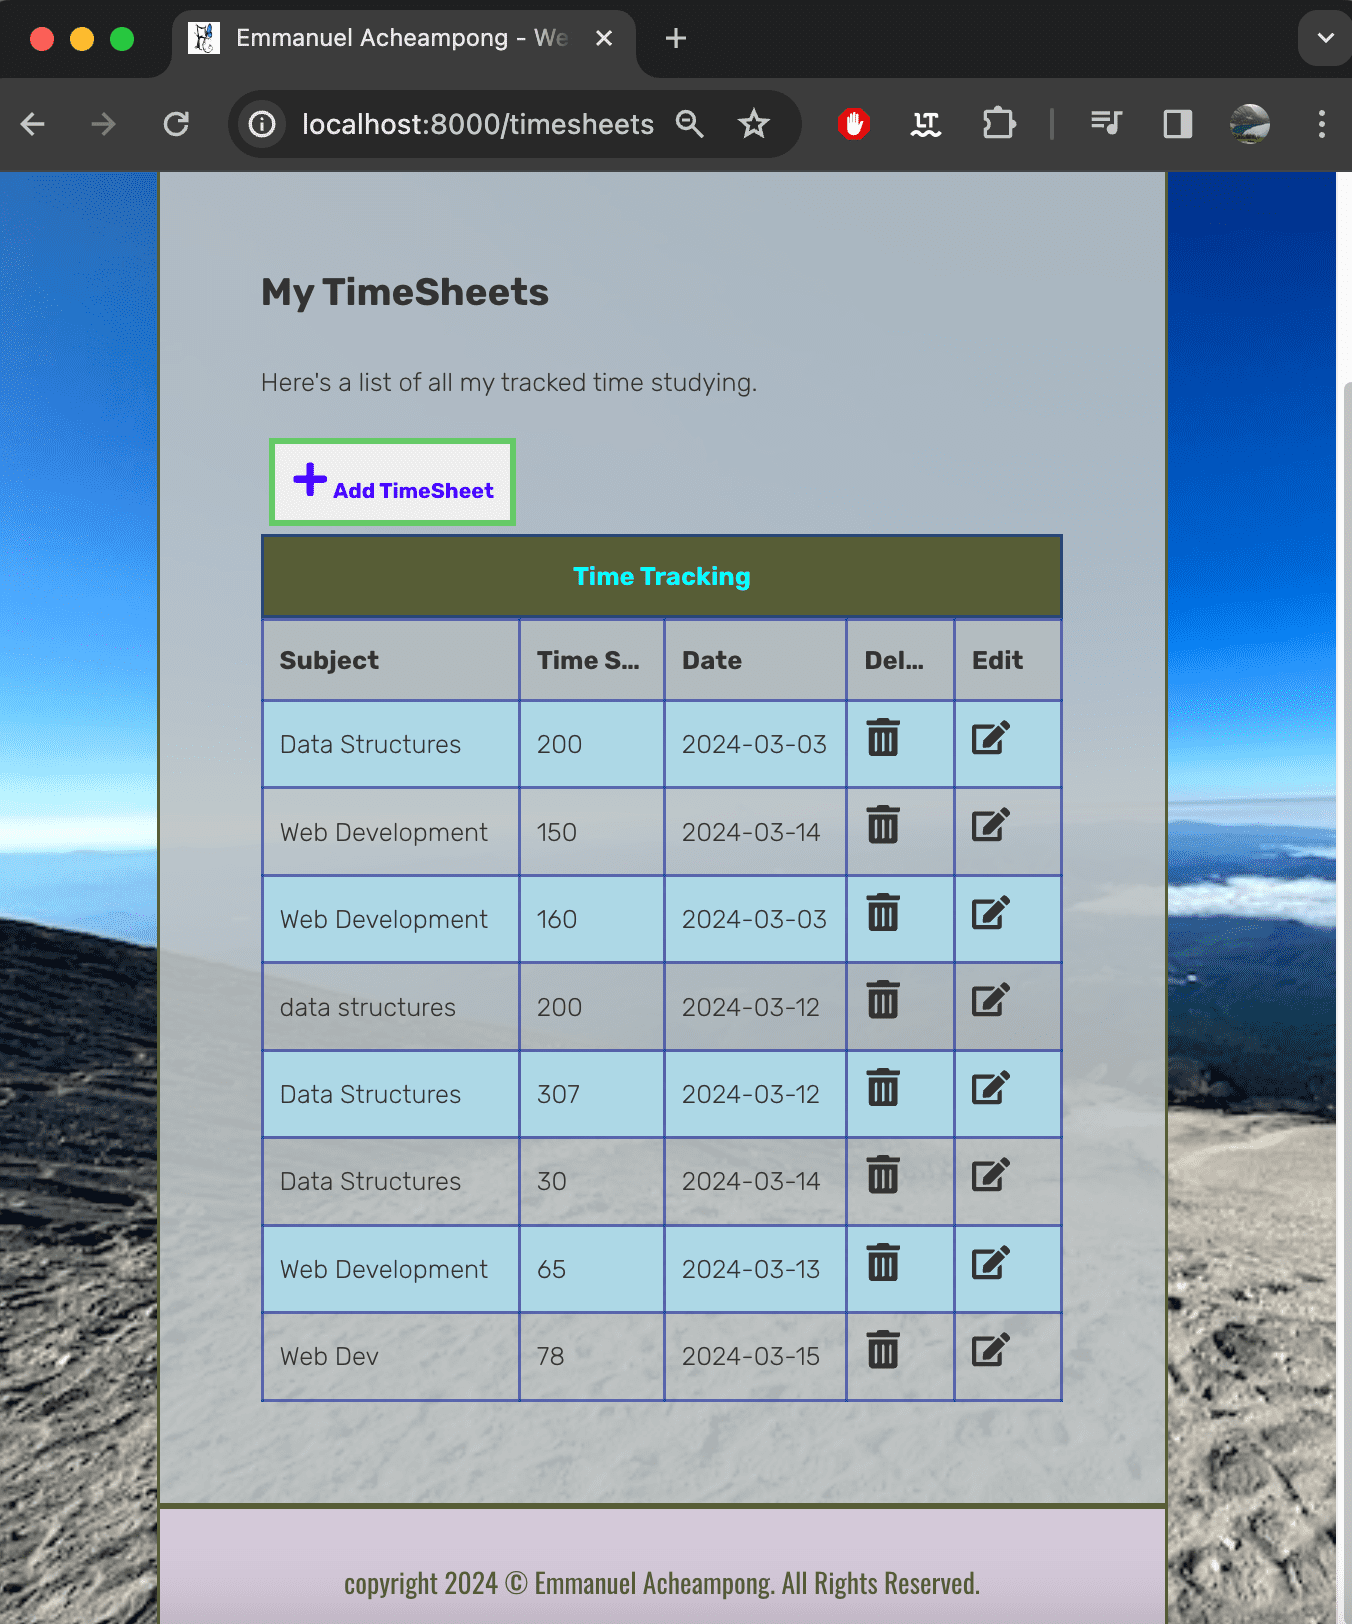 Emmanuel Acheampong - We
localhost:8000/timesheets
My TimeSheets
Here's a list of all my tracked time studying.
Add TimeSheet
Time Tracking
Subject Time S... Date Del... Edit
Data Structures 200 2024-03-03
Web Development 150 2024-03-14
Web Development 160 2024-03-03
data structures 200 2024-03-12
Data Structures 307 2024-03-12
Data Structures 30 2024-03-14
Web Development 65 2024-03-13
Web Dev 78 2024-03-15
copyright 2024 © Emmanuel Acheampong. All Rights Reserved.